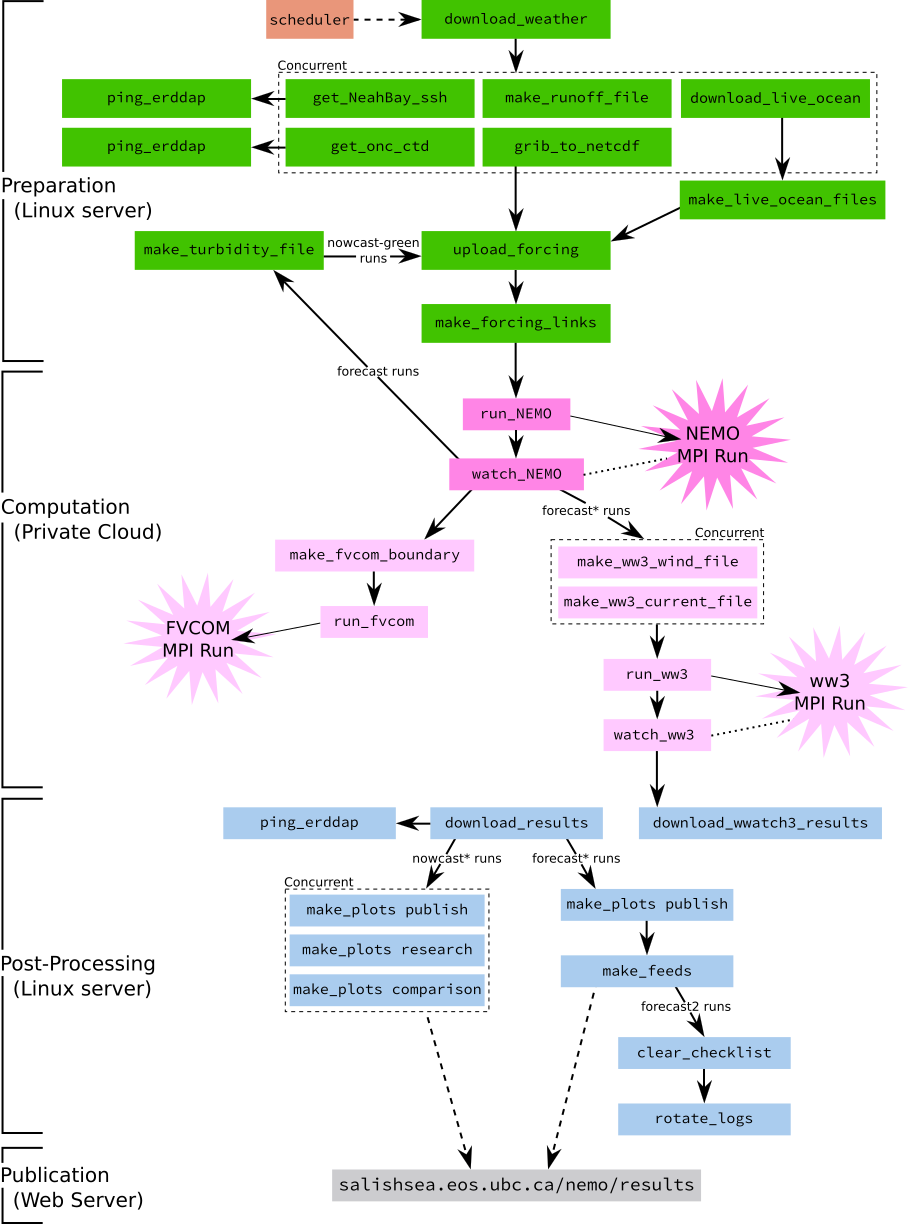 scheduler
download_weather
Concurrent
ping_erddap
get_NeahBay_ssh
make_runoff_file
download_live_ocean
ping_erddap
get_onc_ctd
grib_to_netcdf
Preparation
(Linux server)
make_live_ocean_files
make_turbidity_file
nowcast-green
runs
upload_forcing
make_forcing_links
forecast runs
run_NEMO
NEMO
MPI Run
watch_NEMO
Computation
(Private Cloud)
forecast* runs
Concurrent
make_fvcom_boundary
make_ww3_wind_file
make_ww3_current_file
run_fvcom
FVCOM
MPI Run
run_ww3
ww3
MPI Run
watch_ww3
ping_erddap
download_results
download_wwatch3_results
nowcast* runs
forecast* runs
Concurrent
make_plots publish
make_plots research
make_plots comparison
make_plots publish
make_feeds
Post-Processing
(Linux server)
forecast2 runs
clear_checklist
rotate_logs
Publication
(Web Server)
salishsea.eos.ubc.ca/nemo/results